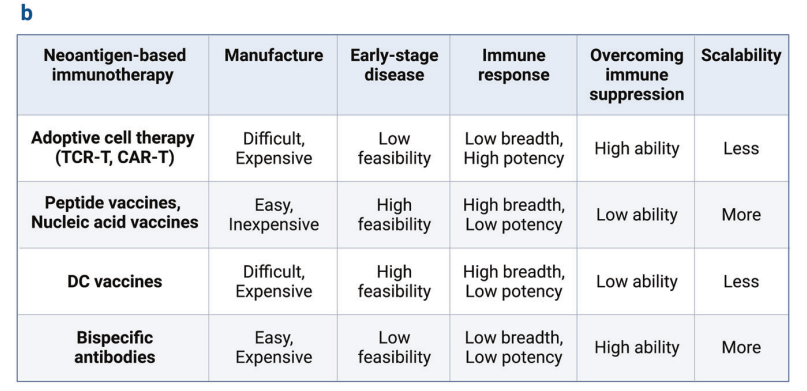 b
Neoantigen-based
immunotherapy
Manufacture
Early-stage
disease
Immune
response
Overcoming
immune
suppression
Scalability
Adoptive cell therapy
(TCR-T, CAR-T)
Difficult,
Expensive
Low
feasibility
Low breadth,
High potency
High ability
Less
Peptide vaccines,
Nucleic acid vaccines
Easy,
Inexpensive
High
feasibility
High breadth,
Low potency
Low ability
More
DC vaccines
Difficult,
Expensive
High
feasibility
High breadth,
Low potency
Low ability
Less
Bispecific
antibodies
Easy,
Expensive
Low
feasibility
Low breadth,
Low potency
High ability
More